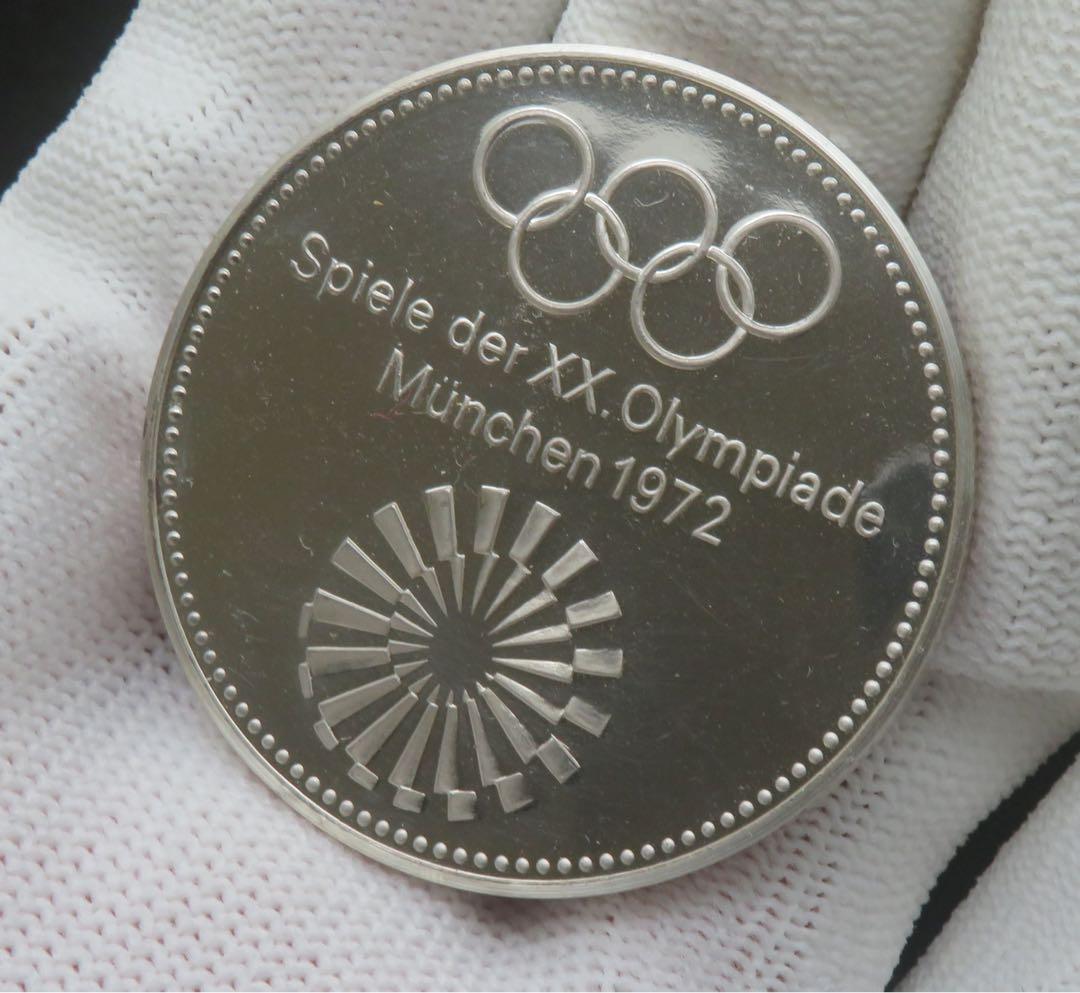 Spiele der XX. Olympiade
München 1972